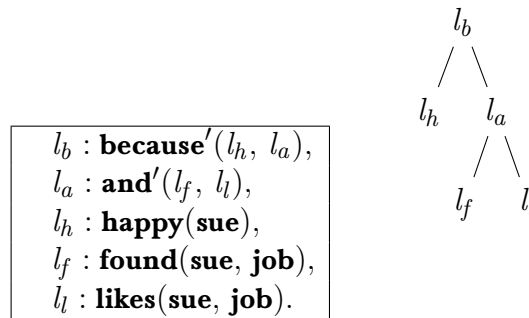 l_b
l_h l_a
l_f l
l_b : because′(l_h, l_a),
l_a : and′(l_f, l_l),
l_h : happy(sue),
l_f : found(sue, job),
l_l : likes(sue, job).